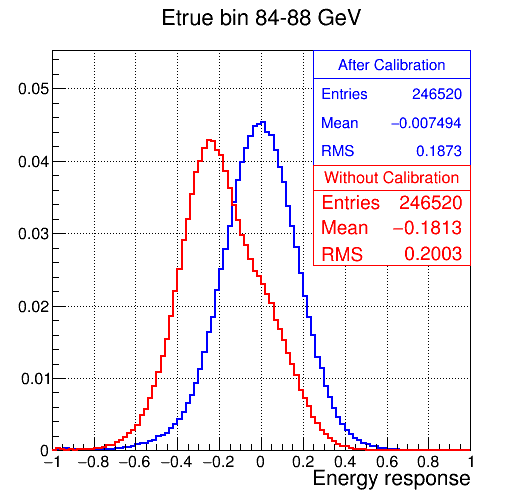 Etrue bin 84-88 GeV
After Calibration
Entries 246520
Mean −0.007494
RMS 0.1873
Without Calibration
Entries 246520
Mean −0.1813
RMS 0.2003
0.05
0.04
0.03
0.02
0.01
0
−1 −0.8 −0.6 −0.4 −0.2 0 0.2 0.4 0.6 0.8 1
Energy response